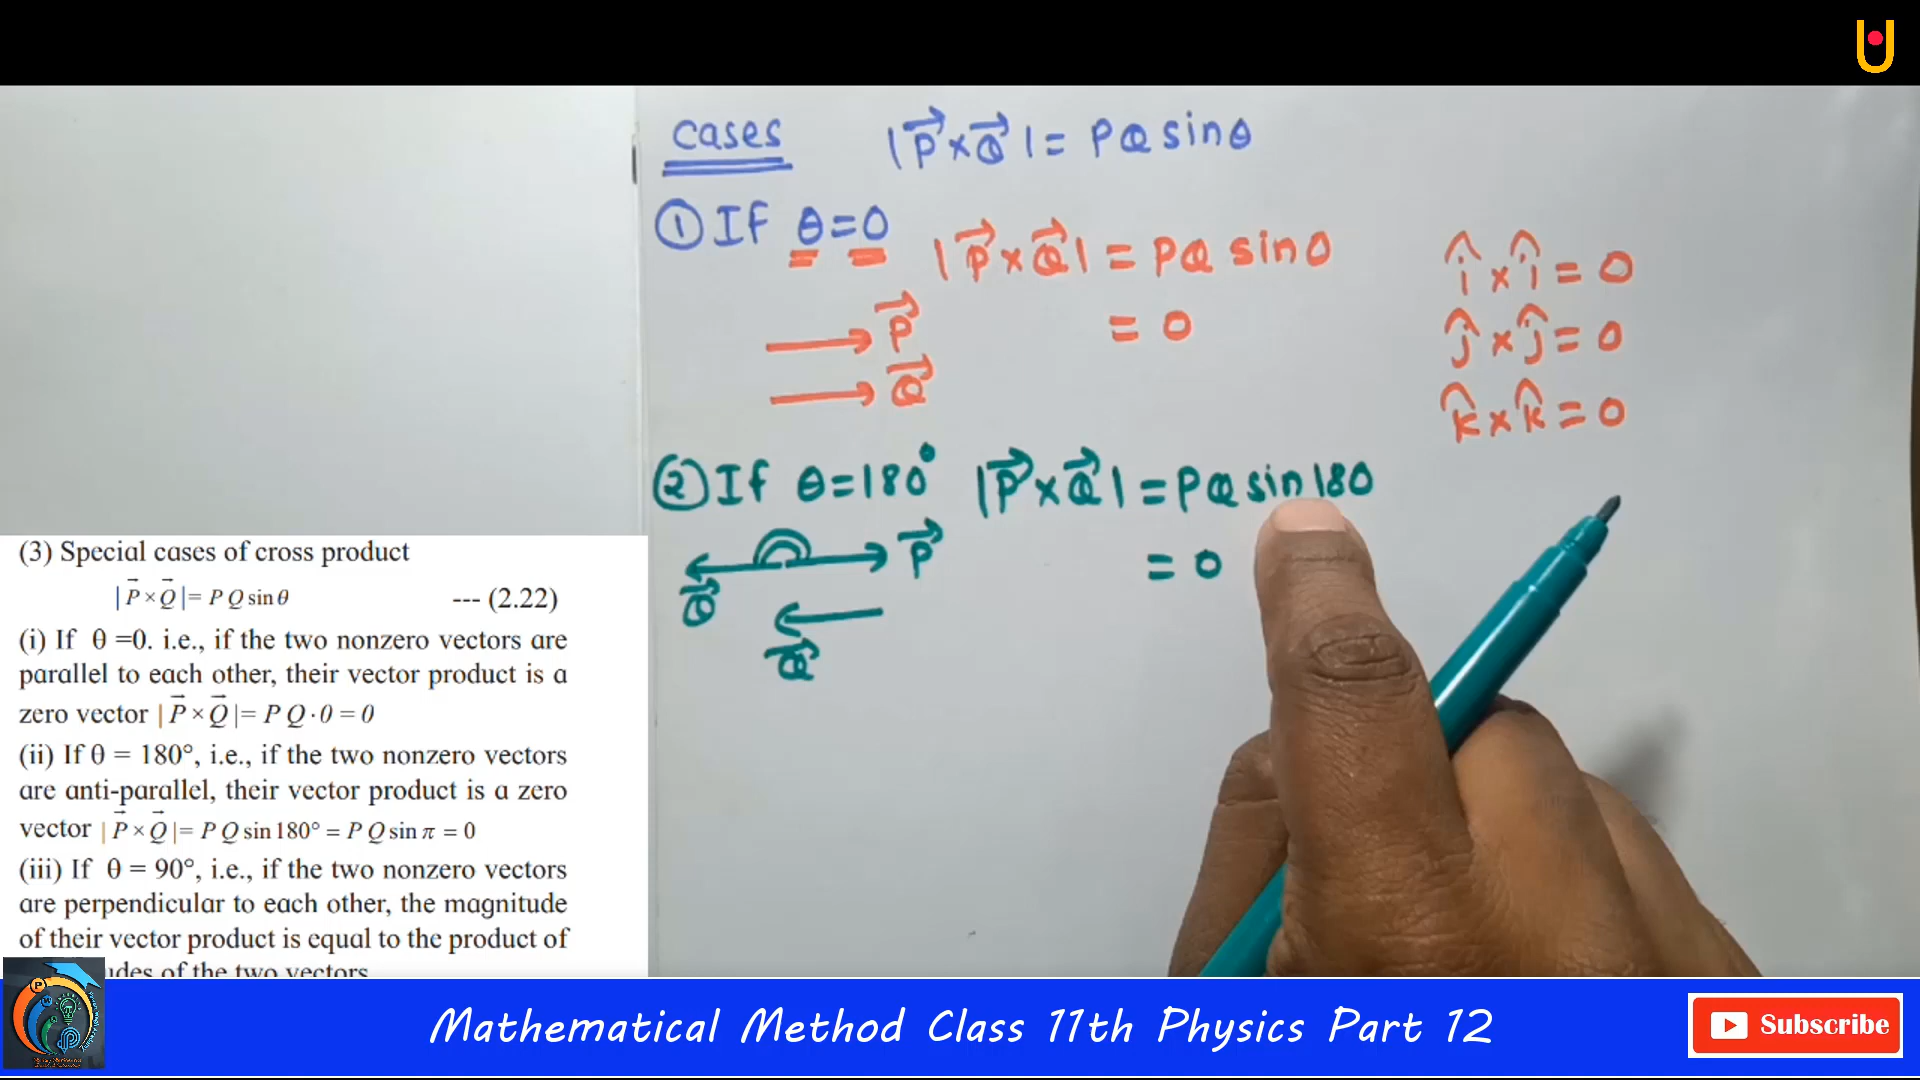 Cases |P⃗×Q⃗| = PQ sinθ
① If θ=0 |P⃗×Q⃗| = PQ sin0
= 0
P⃗
Q⃗
î × î = 0
ĵ × ĵ = 0
k̂ × k̂ = 0
② If θ=180° |P⃗×Q⃗| = PQ sin180
= 0
P⃗
Q⃗
Q⃗
(3) Special cases of cross product
|P⃗×Q⃗|= P Q sin θ --- (2.22)
(i) If θ =0. i.e., if the two nonzero vectors are
parallel to each other, their vector product is a
zero vector |P⃗×Q⃗|= P Q·0 = 0
(ii) If θ = 180°, i.e., if the two nonzero vectors
are anti-parallel, their vector product is a zero
vector |P⃗×Q⃗|= P Q sin 180° = P Q sin π = 0
(iii) If θ = 90°, i.e., if the two nonzero vectors
are perpendicular to each other, the magnitude
of their vector product is equal to the product of
of the two vectors
Mathematical Method Class 11th Physics Part 12
Subscribe